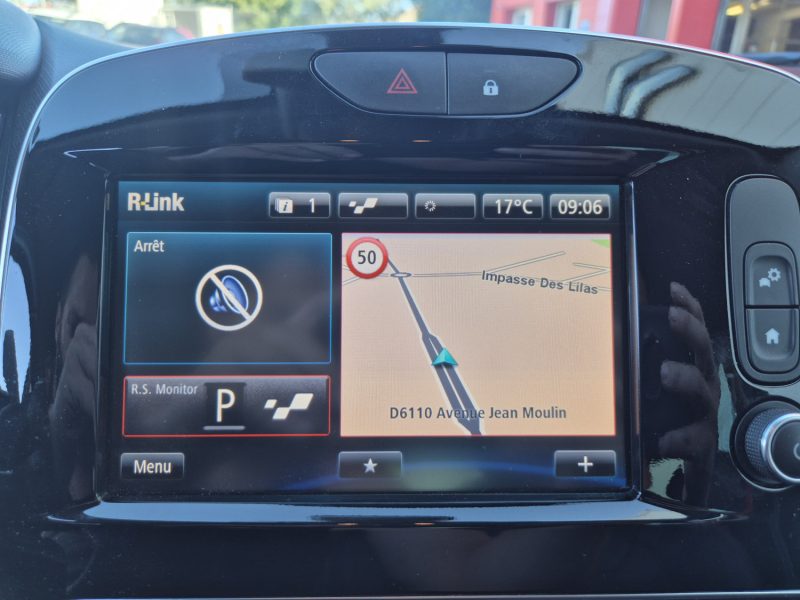 R-Link
1
17°C
09:06
Arrêt
50
Impasse Des Lilas
R.S. Monitor
P
D6110 Avenue Jean Moulin
Menu